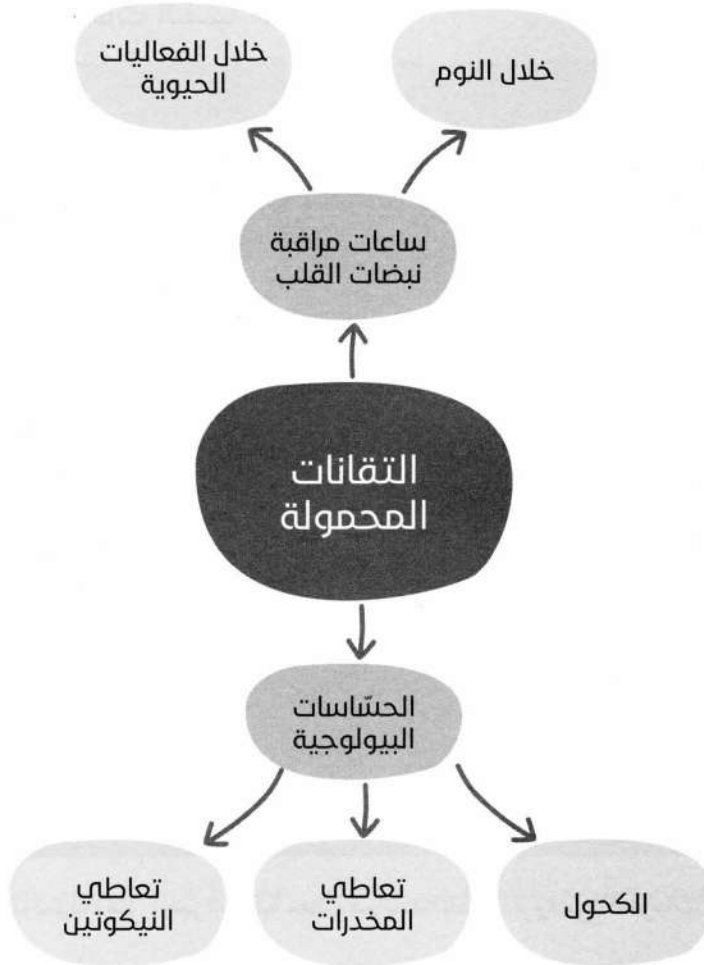 خلال النوم
خلال الفعاليات
الحيوية
ساعات مراقبة
نبضات القلب
التقانات
المحمولة
الحسّاسات
البيولوجية
الكحول
تعاطي
المخدرات
تعاطي
النيكوتين